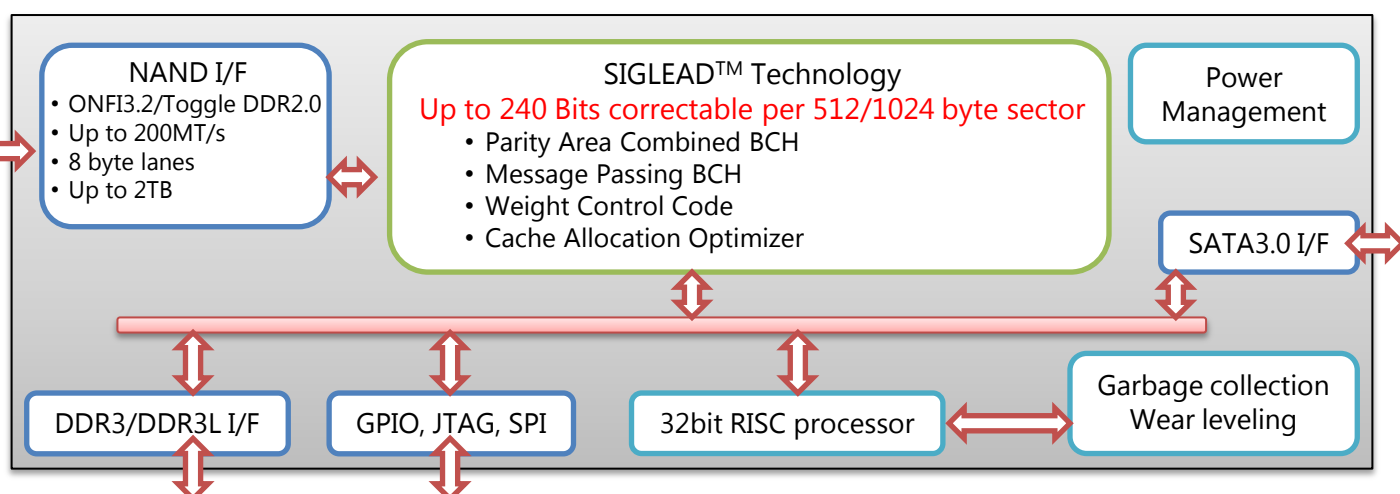 NAND I/F
• ONFI3.2/Toggle DDR2.0
• Up to 200MT/s
• 8 byte lanes
• Up to 2TB
SIGLEAD™ Technology
Up to 240 Bits correctable per 512/1024 byte sector
• Parity Area Combined BCH
• Message Passing BCH
• Weight Control Code
• Cache Allocation Optimizer
Power
Management
SATA3.0 I/F
DDR3/DDR3L I/F
GPIO, JTAG, SPI
32bit RISC processor
Garbage collection
Wear leveling